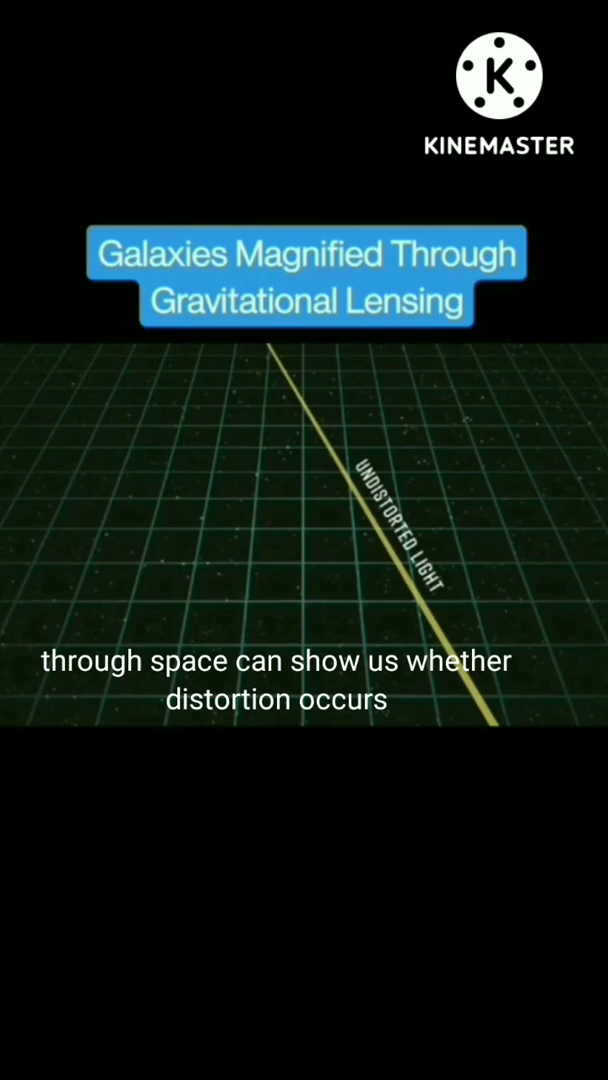 K
KINEMASTER
Galaxies Magnified Through
Gravitational Lensing
UNDISTORTED LIGHT
through space can show us whether
distortion occurs